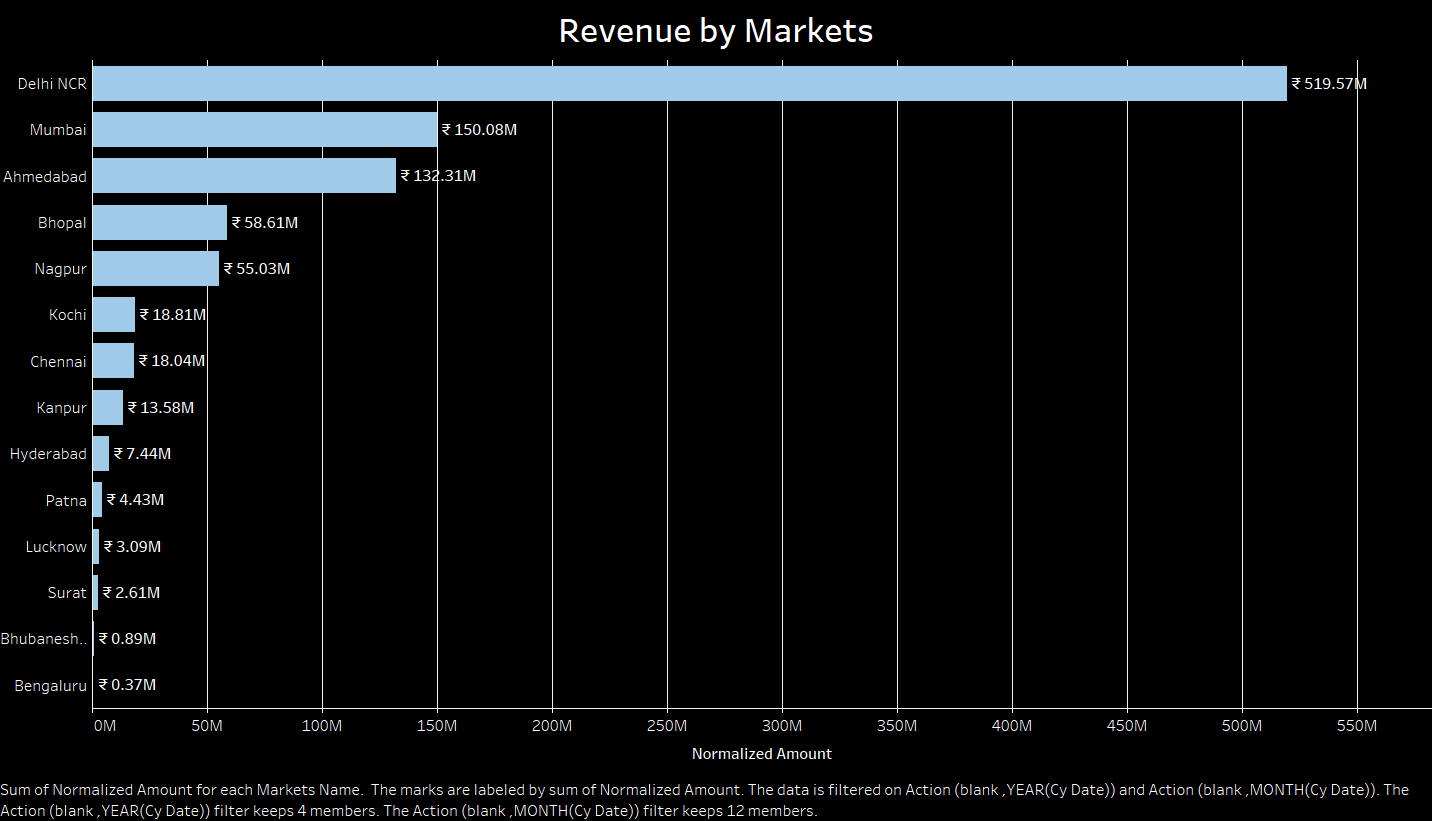 Revenue by Markets
Delhi NCR ₹ 519.57M
Mumbai ₹ 150.08M
Ahmedabad ₹ 132.31M
Bhopal ₹ 58.61M
Nagpur ₹ 55.03M
Kochi ₹ 18.81M
Chennai ₹ 18.04M
Kanpur ₹ 13.58M
Hyderabad ₹ 7.44M
Patna ₹ 4.43M
Lucknow ₹ 3.09M
Surat ₹ 2.61M
Bhubanesh.. ₹ 0.89M
Bengaluru ₹ 0.37M
0M 50M 100M 150M 200M 250M 300M 350M 400M 450M 500M 550M
Normalized Amount
Sum of Normalized Amount for each Markets Name.  The marks are labeled by sum of Normalized Amount. The data is filtered on Action (blank ,YEAR(Cy Date)) and Action (blank ,MONTH(Cy Date)). The
Action (blank ,YEAR(Cy Date)) filter keeps 4 members. The Action (blank ,MONTH(Cy Date)) filter keeps 12 members.